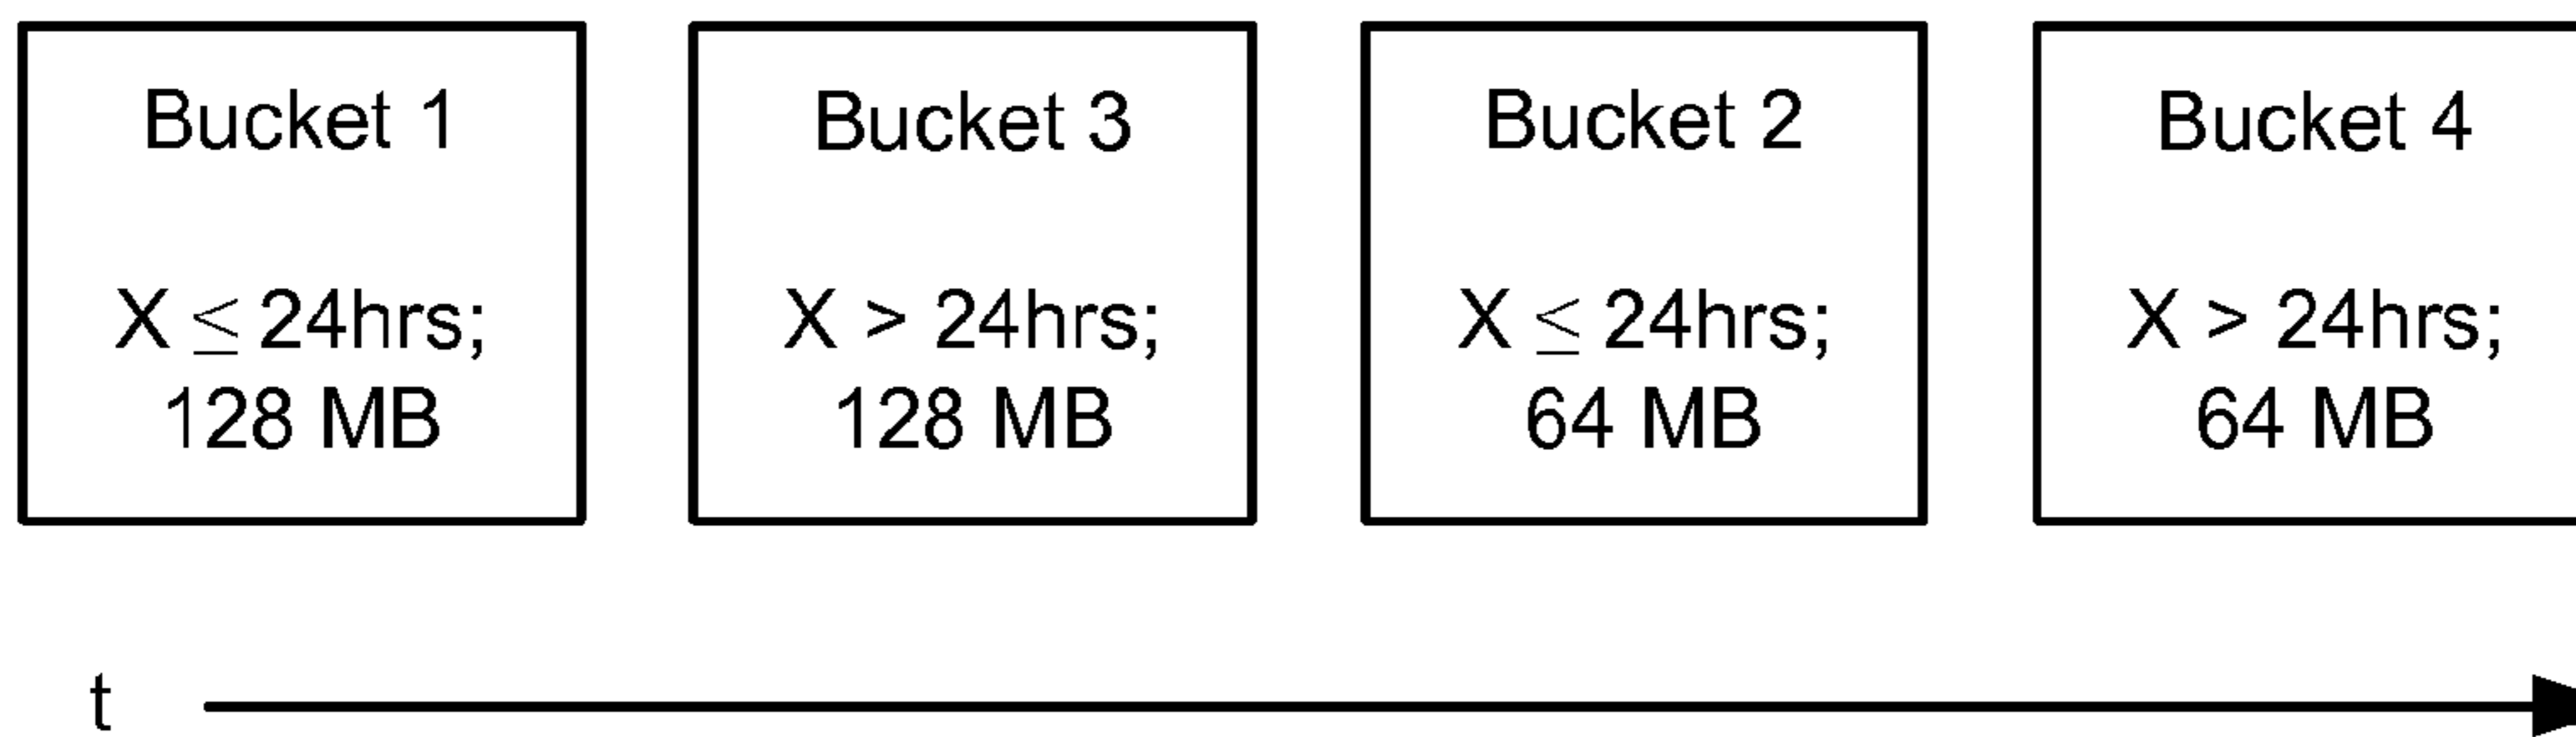 Bucket 1
X ≤ 24hrs;
128 MB
Bucket 3
X > 24hrs;
128 MB
Bucket 2
X ≤ 24hrs;
64 MB
Bucket 4
X > 24hrs;
64 MB
t